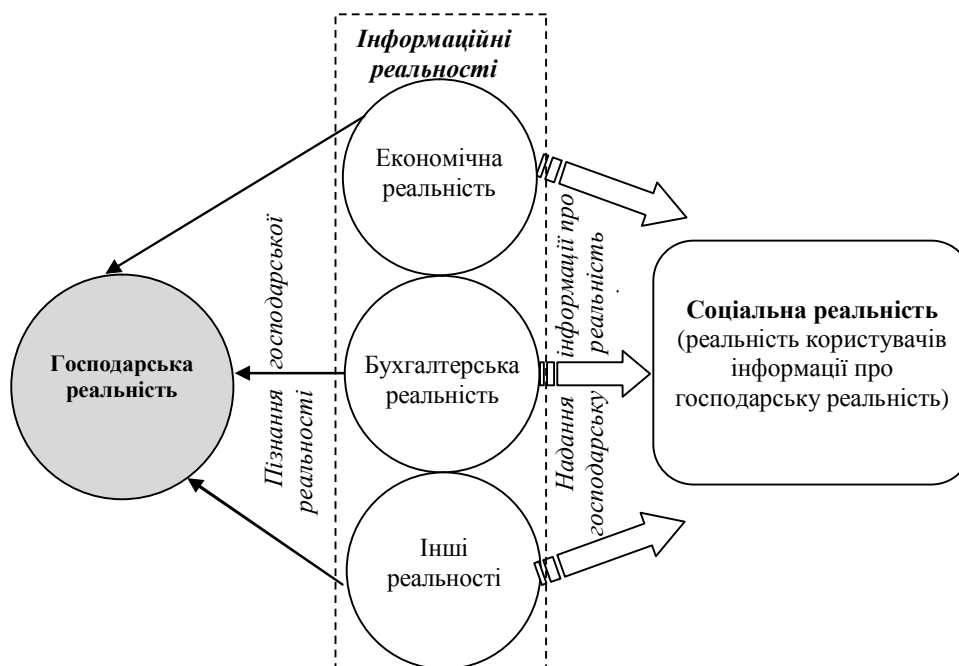 Інформаційні
реальності
Економічна
реальність
Пізнання господарської
реальності
Надання інформації про
господарську реальність
.
Господарська
реальність
Бухгалтерська
реальність
Соціальна реальність
(реальність користувачів
інформації про
господарську реальність)
Інші
реальності